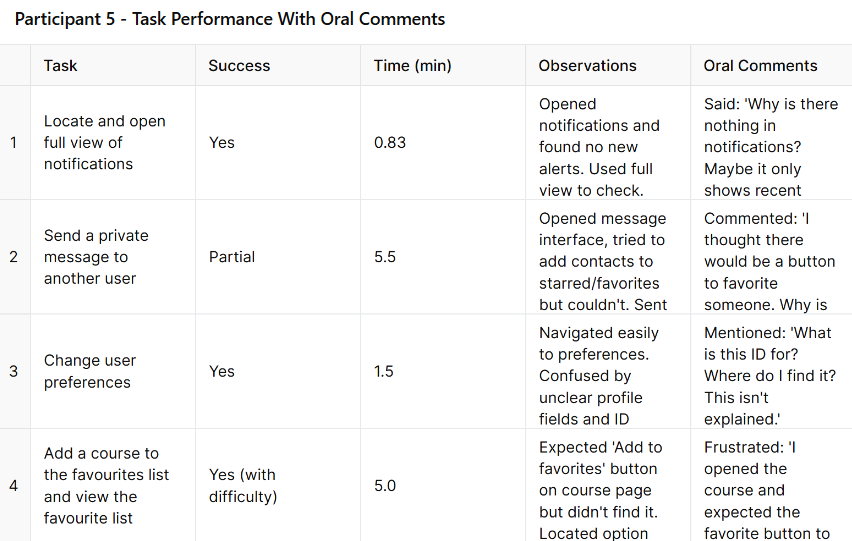 Participant 5 - Task Performance With Oral Comments
Task Success Time (min) Observations Oral Comments
1
Locate and open
full view of
notifications
Yes
0.83
Opened
notifications and
found no new
alerts. Used full
view to check.
Said: 'Why is there
nothing in
notifications?
Maybe it only
shows recent
2
Send a private
message to
another user
Partial
5.5
Opened message
interface, tried to
add contacts to
starred/favorites
but couldn't. Sent
Commented: 'I
thought there
would be a button
to favorite
someone. Why is
3
Change user
preferences
Yes
1.5
Navigated easily
to preferences.
Confused by
unclear profile
fields and ID
Mentioned: 'What
is this ID for?
Where do I find it?
This isn't
explained.'
4
Add a course to
the favourites list
and view the
favourite list
Yes (with
difficulty)
5.0
Expected 'Add to
favorites' button
on course page
but didn't find it.
Located option
Frustrated: 'I
opened the
course and
expected the
favorite button to